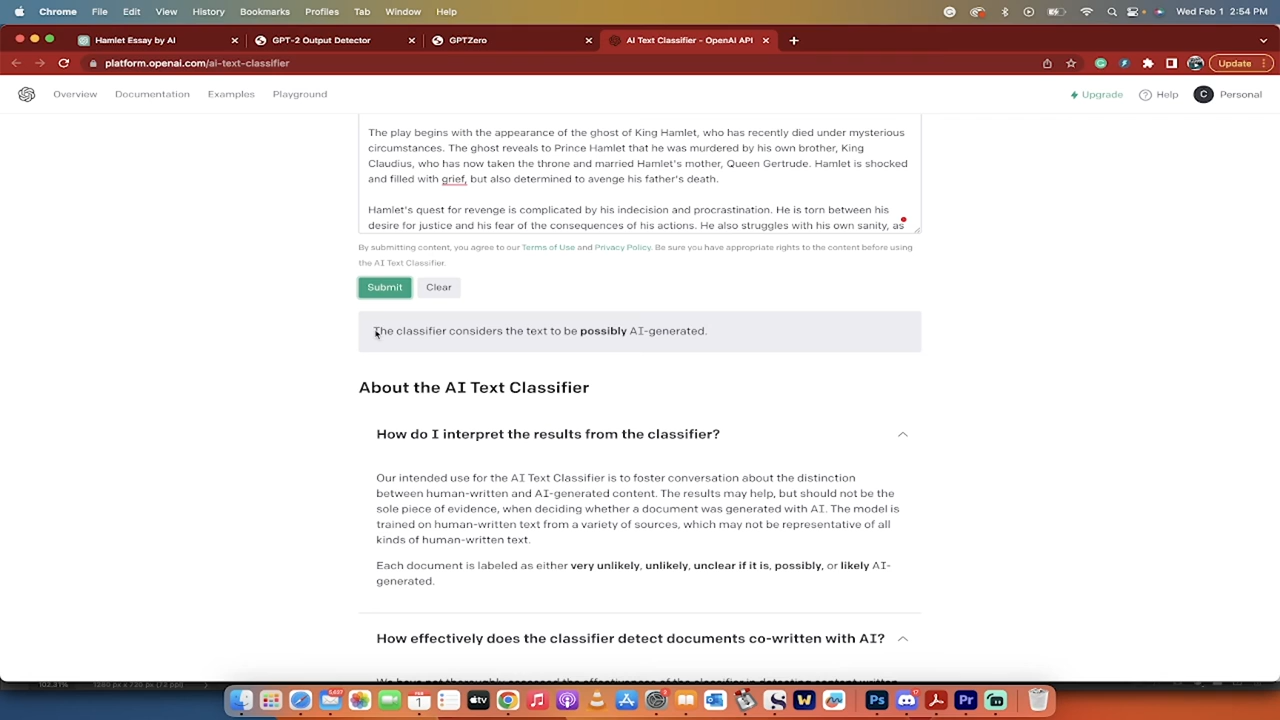 Chrome File Edit View History Bookmarks Profiles Tab Window Help Wed Feb 1 2:54 PM
Hamlet Essay by AI GPT-2 Output Detector GPTZero AI Text Classifier - OpenAI API
platform.openai.com/ai-text-classifier Update
Overview Documentation Examples Playground Upgrade Help C Personal
The play begins with the appearance of the ghost of King Hamlet, who has recently died under mysterious
circumstances. The ghost reveals to Prince Hamlet that he was murdered by his own brother, King
Claudius, who has now taken the throne and married Hamlet's mother, Queen Gertrude. Hamlet is shocked
and filled with grief, but also determined to avenge his father's death.
Hamlet's quest for revenge is complicated by his indecision and procrastination. He is torn between his
desire for justice and his fear of the consequences of his actions. He also struggles with his own sanity, as
By submitting content, you agree to our Terms of Use and Privacy Policy. Be sure you have appropriate rights to the content before using
the AI Text Classifier.
Submit Clear
The classifier considers the text to be possibly AI-generated.
About the AI Text Classifier
How do I interpret the results from the classifier?
Our intended use for the AI Text Classifier is to foster conversation about the distinction
between human-written and AI-generated content. The results may help, but should not be the
sole piece of evidence, when deciding whether a document was generated with AI. The model is
trained on human-written text from a variety of sources, which may not be representative of all
kinds of human-written text.
Each document is labeled as either very unlikely, unlikely, unclear if it is, possibly, or likely AI-
generated.
How effectively does the classifier detect documents co-written with AI?